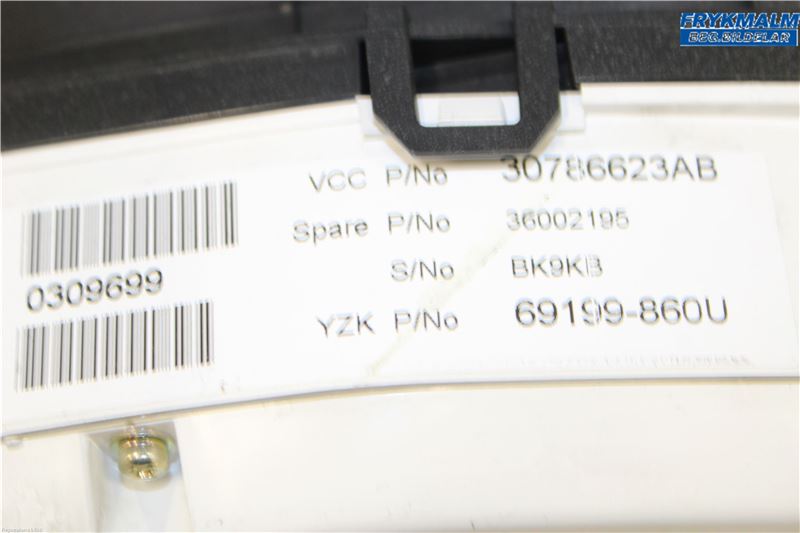 FRYKMALM
BEG.BILDELAR
VCC P/No 30786623AB
Spare P/No 36002195
S/No BK9KB
YZK P/No 69199-860U
0309699